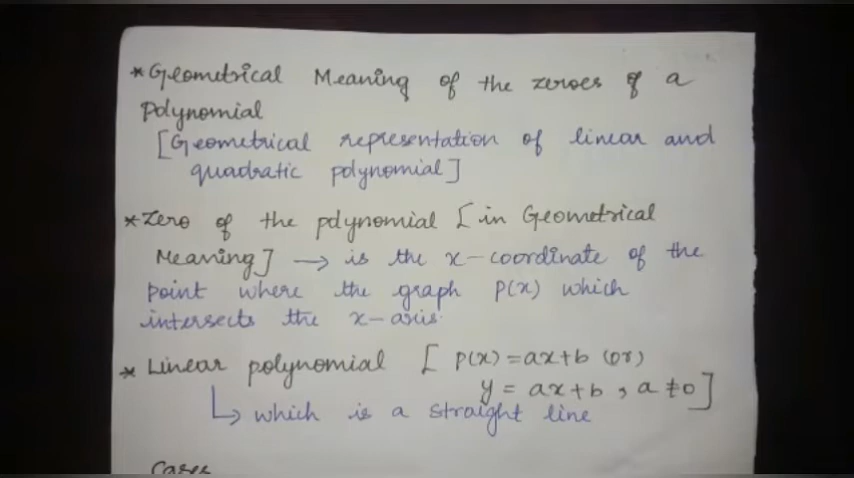 * Geometrical Meaning of the zeroes of a
polynomial
[Geometrical representation of linear and
quadratic polynomial]
* Zero of the polynomial [in Geometrical
Meaning] → is the x-coordinate of the
point where the graph P(x) which
intersects the x-axis.
* Linear polynomial [P(x) = ax+b (or)
y = ax+b, a ≠ 0]
↳ which is a straight line
Cases